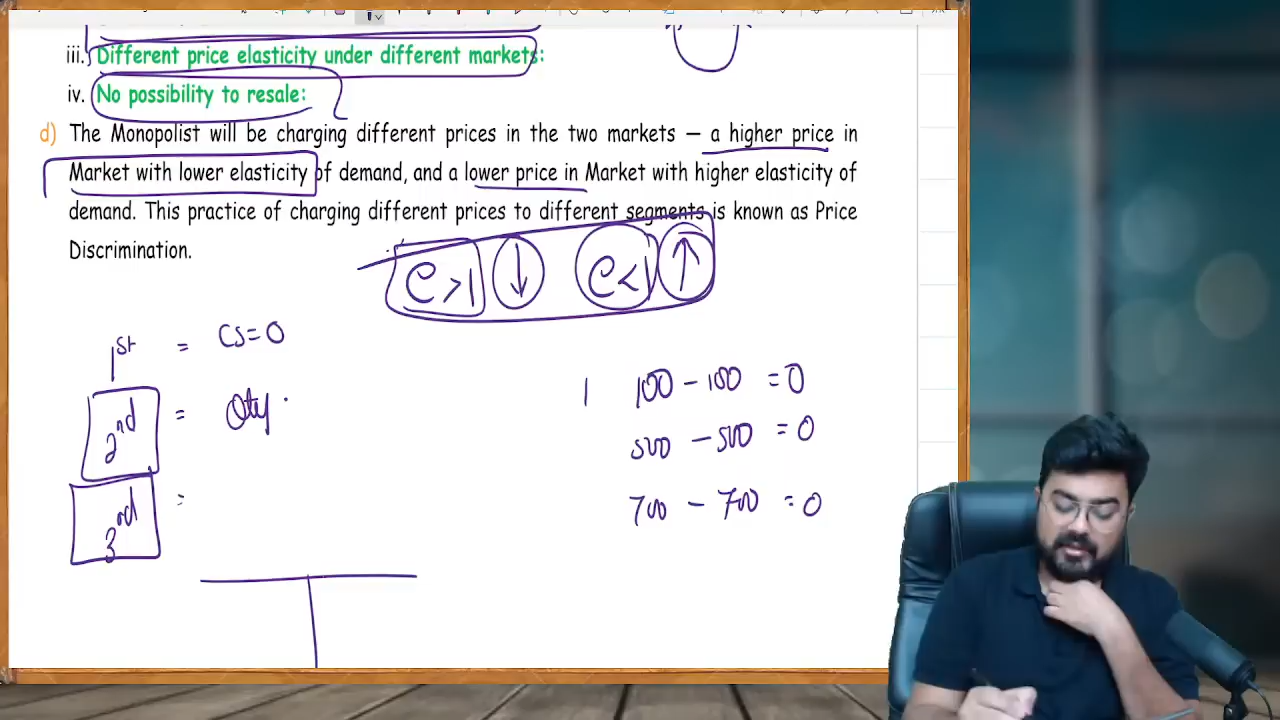 iii. Different price elasticity under different markets:
iv. No possibility to resale:
d) The Monopolist will be charging different prices in the two markets – a higher price in
Market with lower elasticity of demand, and a lower price in Market with higher elasticity of
demand. This practice of charging different prices to different segments is known as Price
Discrimination.
e>1 ↓ e<1 ↑
1st = CS=0
1 100 - 100 = 0
2nd = Qty.
500 - 500 = 0
3rd =
700 - 700 = 0